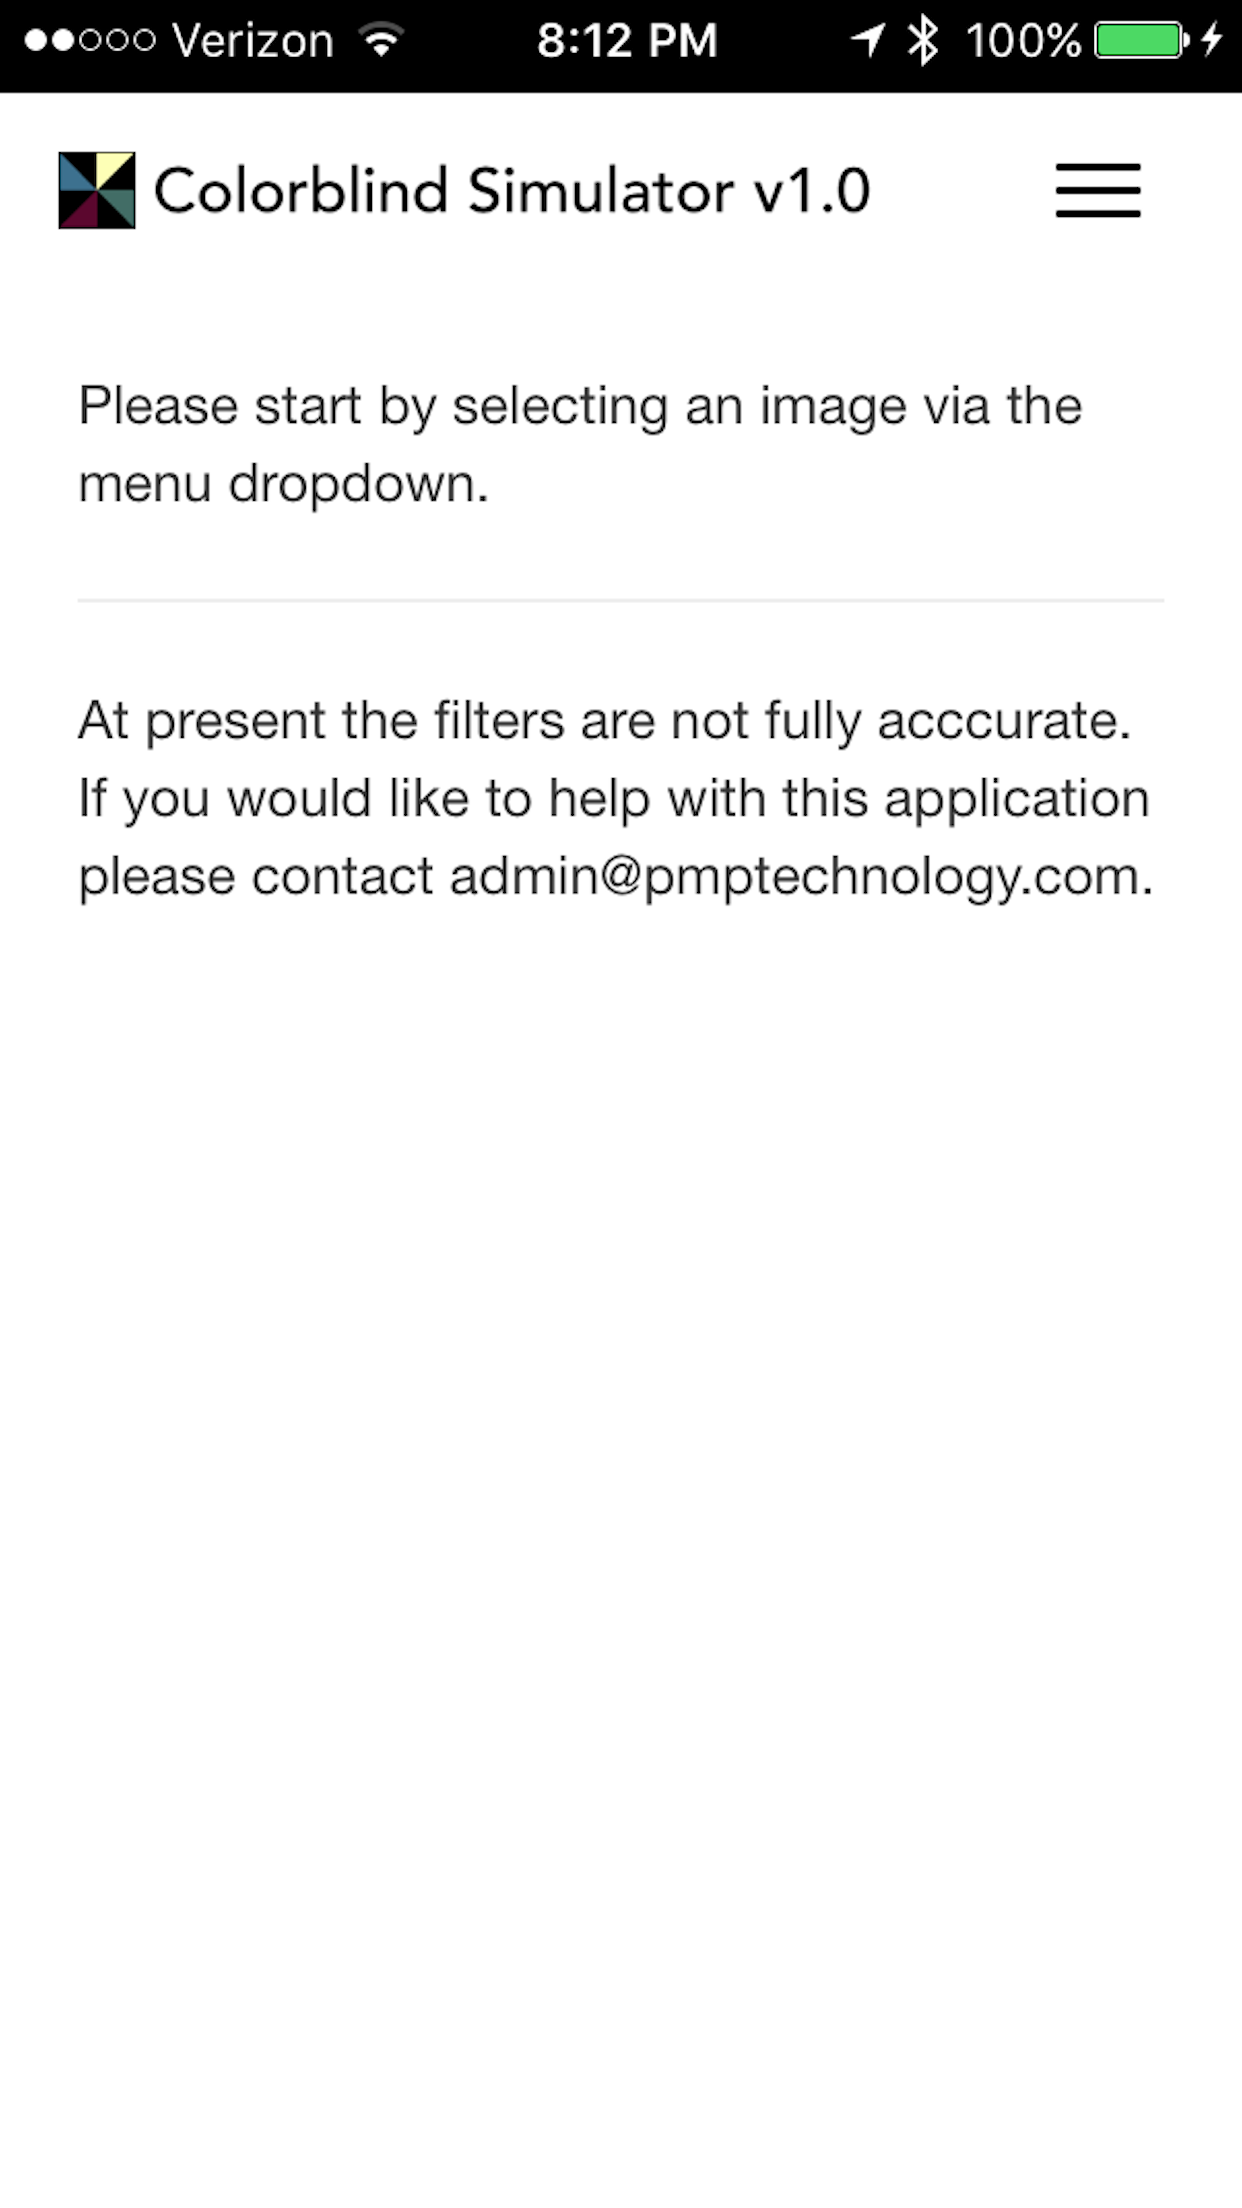 Verizon 8:12 PM 100%
Colorblind Simulator v1.0
Please start by selecting an image via the
menu dropdown.
At present the filters are not fully acccurate.
If you would like to help with this application
please contact admin@pmptechnology.com.